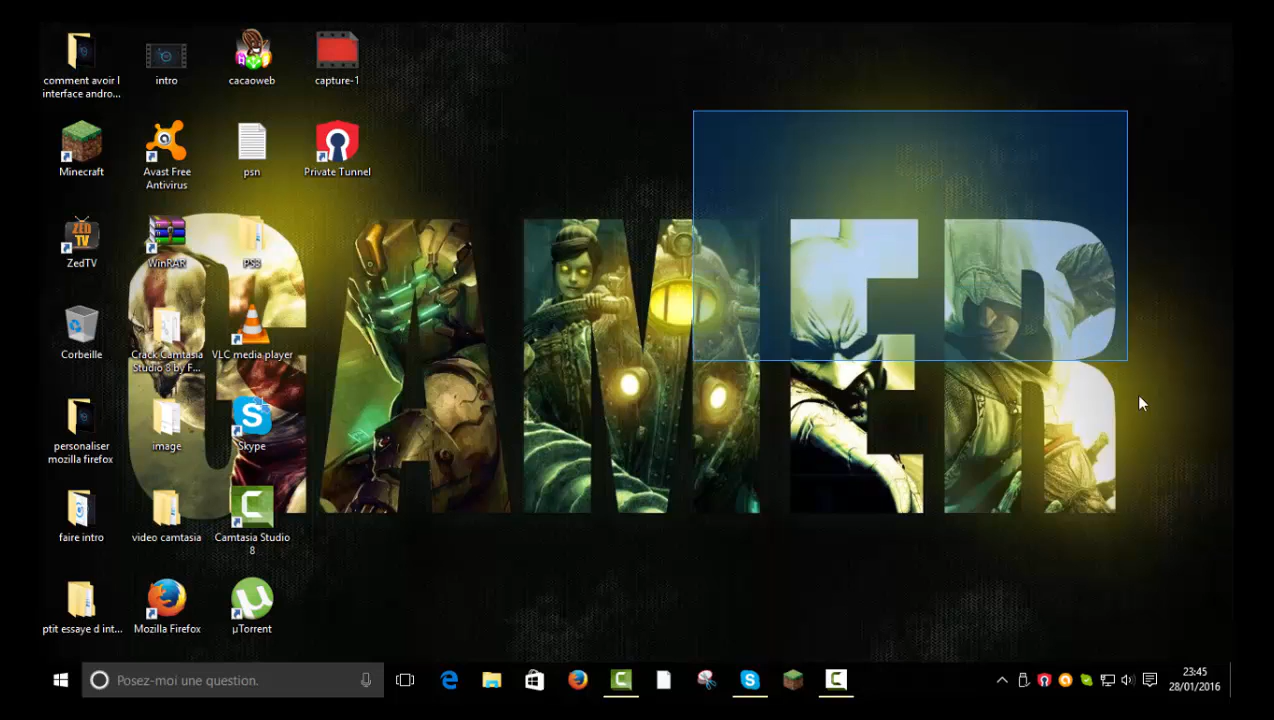 comment avoir l
interface andro...
intro
cacaoweb
capture-1
Minecraft
Avast Free
Antivirus
psn
Private Tunnel
ZED
TV
ZedTV
WinRAR
PS3
Corbeille
Crack Camtasia
Studio 8 by F...
VLC media player
personaliser
mozilla firefox
image
Skype
faire intro
video camtasia
Camtasia Studio
8
ptit essaye d int...
Mozilla Firefox
µTorrent
GAMER
Posez-moi une question.
23:45
28/01/2016